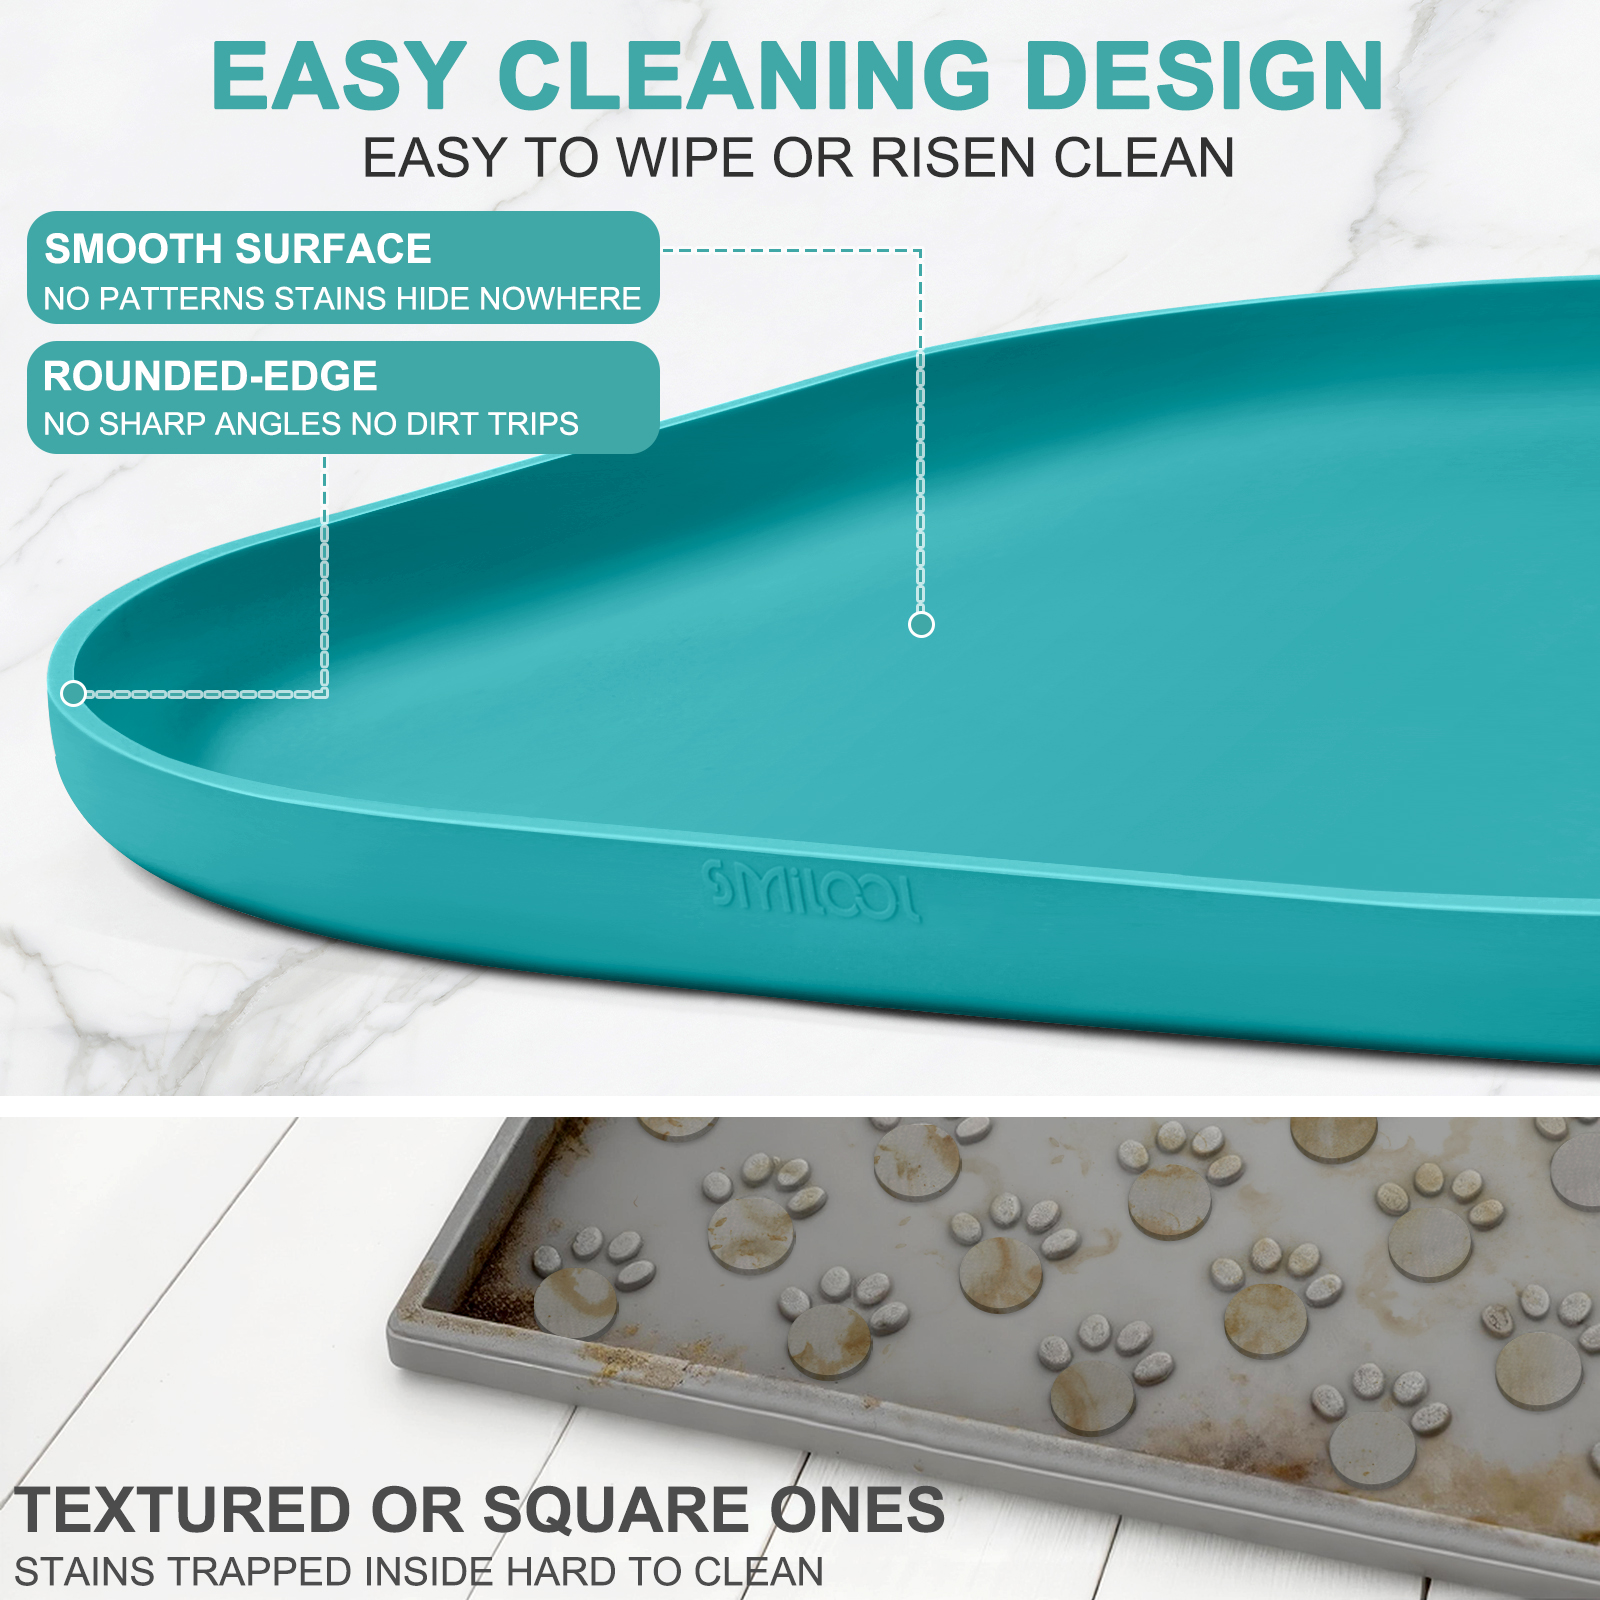 EASY CLEANING DESIGN
EASY TO WIPE OR RISEN CLEAN
SMOOTH SURFACE
NO PATTERNS STAINS HIDE NOWHERE
ROUNDED-EDGE
NO SHARP ANGLES NO DIRT TRIPS
SMiLOOL
TEXTURED OR SQUARE ONES
STAINS TRAPPED INSIDE HARD TO CLEAN